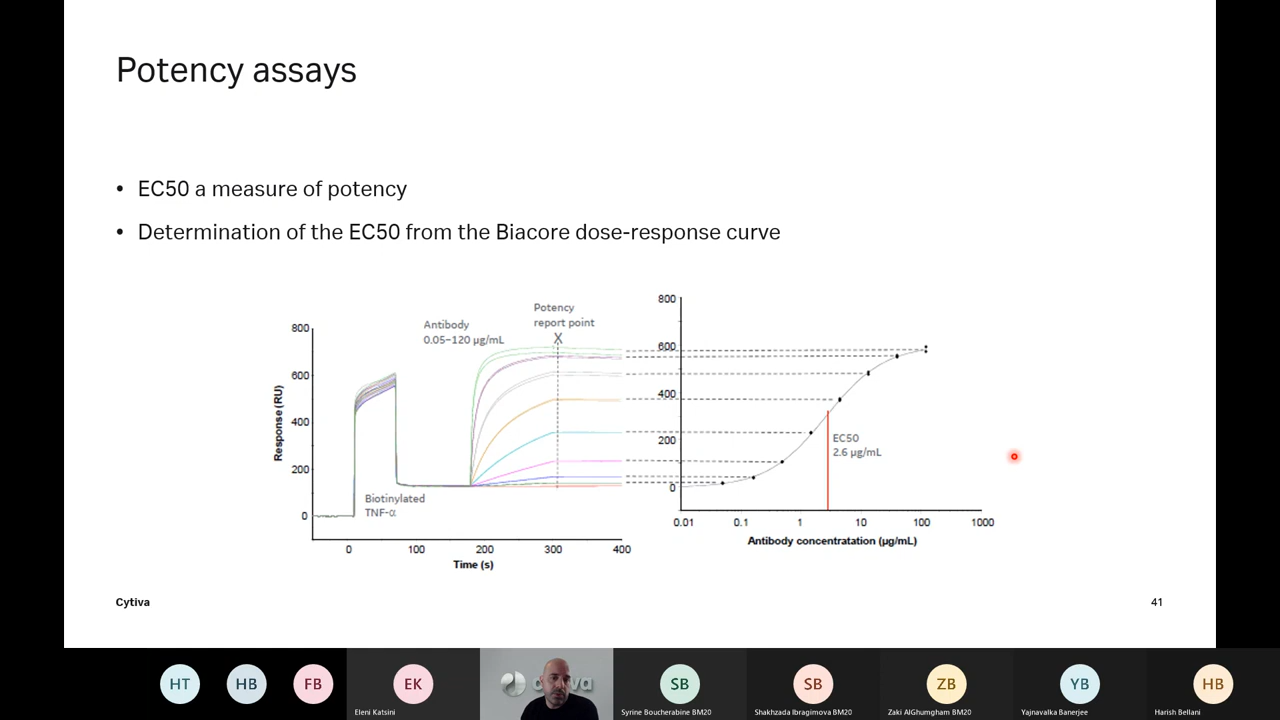 Potency assays
• EC50 a measure of potency
• Determination of the EC50 from the Biacore dose-response curve
Antibody
0.05–120 µg/mL
Potency
report point
X
800
600
400
200
0
Response (RU)
Biotinylated
TNF-α
0
100
200
300
400
Time (s)
800
600
400
200
0
EC50
2.6 µg/mL
0.01
0.1
1
10
100
1000
Antibody concentratation (µg/mL)
Cytiva
41
HT
HB
FB
EK
Eleni Katsini
SB
Syrine Boucherabine BM20
SB
Shakhzada Ibragimova BM20
ZB
Zaki AlGhumgham BM20
YB
Yajnavalka Banerjee
HB
Harish Bellani